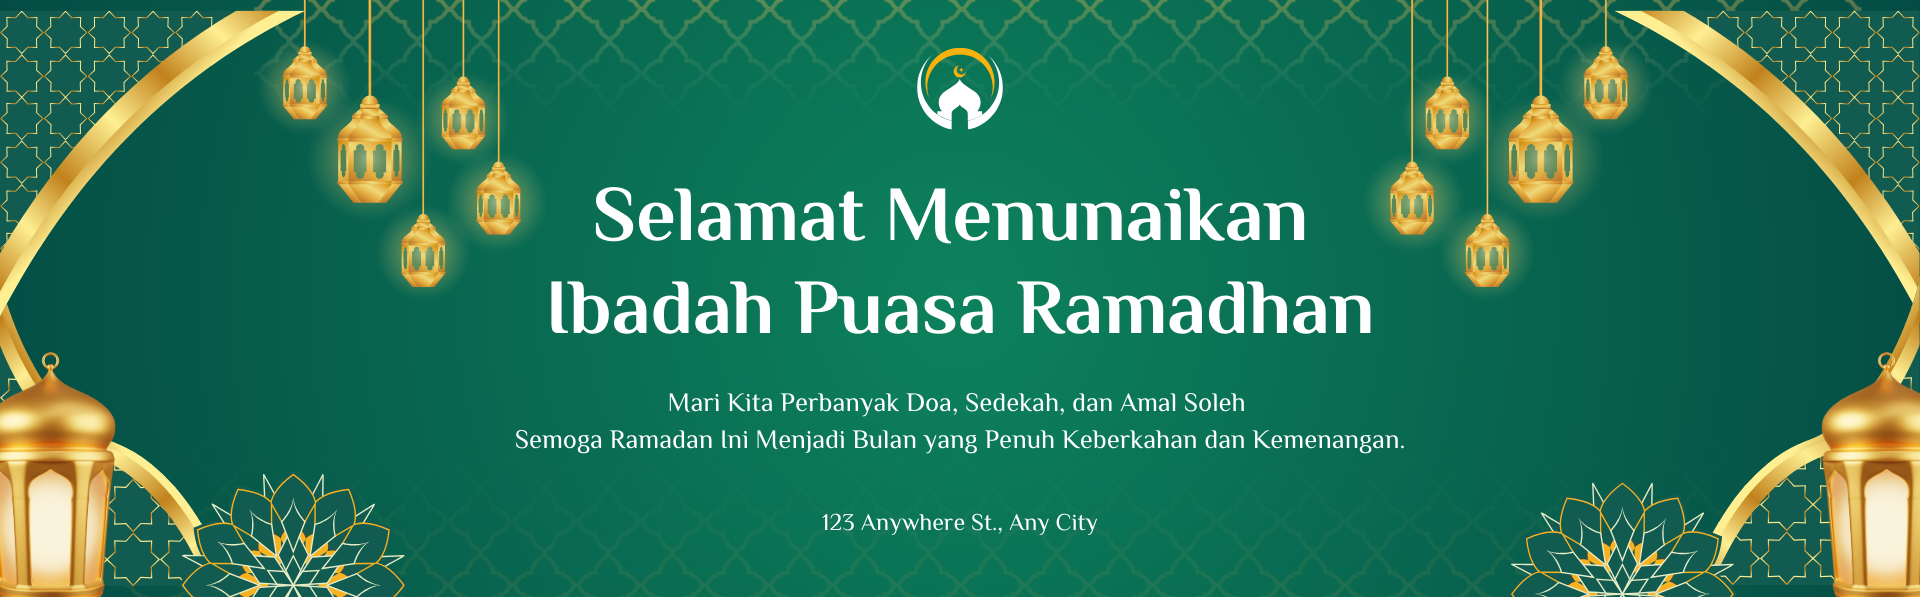 Selamat Menunaikan
Ibadah Puasa Ramadhan
Mari Kita Perbanyak Doa, Sedekah, dan Amal Soleh
Semoga Ramadan Ini Menjadi Bulan yang Penuh Keberkahan dan Kemenangan.
123 Anywhere St., Any City